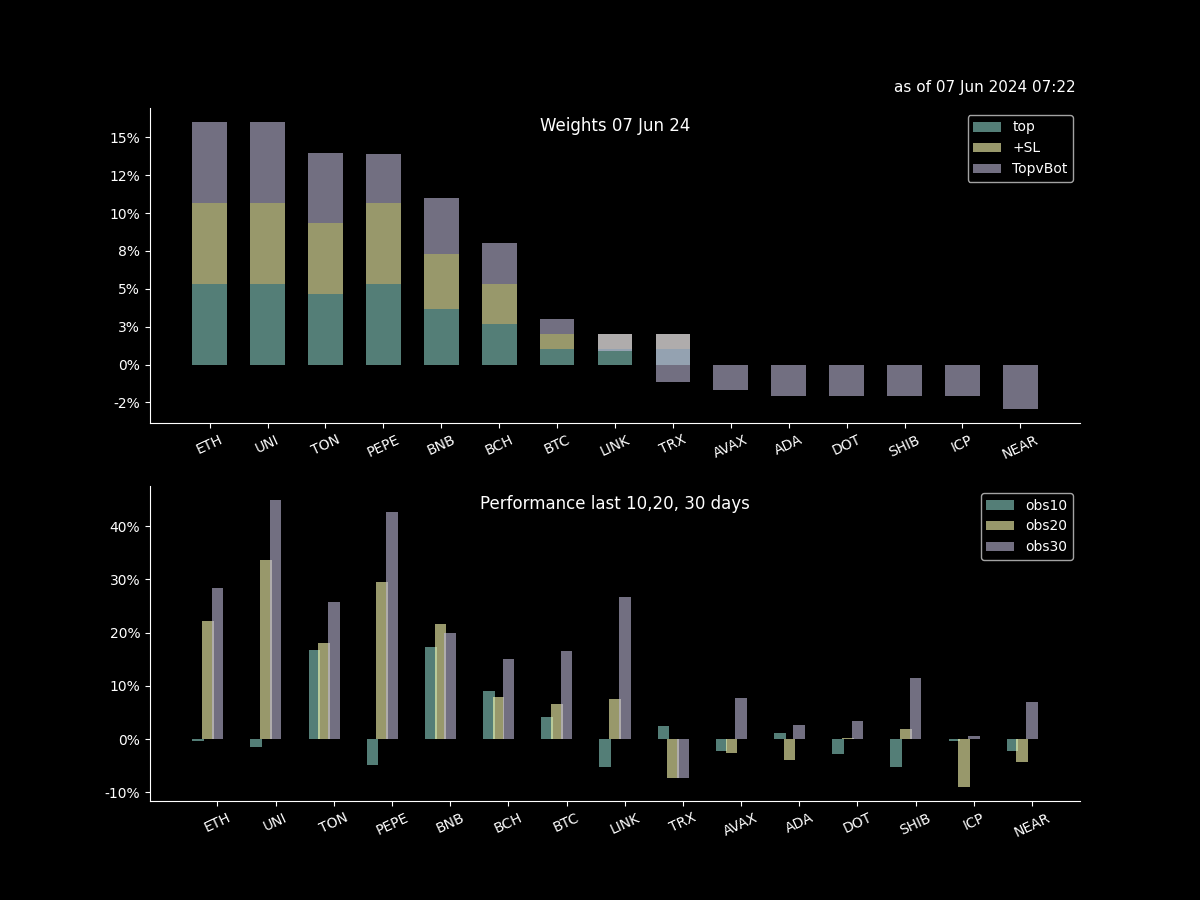 as of 07 Jun 2024 07:22
Weights 07 Jun 24
top
+SL
TopvBot
15%
12%
10%
8%
5%
3%
0%
-2%
ETH UNI TON PEPE BNB BCH BTC LINK TRX AVAX ADA DOT SHIB ICP NEAR
Performance last 10,20, 30 days
obs10
obs20
obs30
40%
30%
20%
10%
0%
-10%
ETH UNI TON PEPE BNB BCH BTC LINK TRX AVAX ADA DOT SHIB ICP NEAR